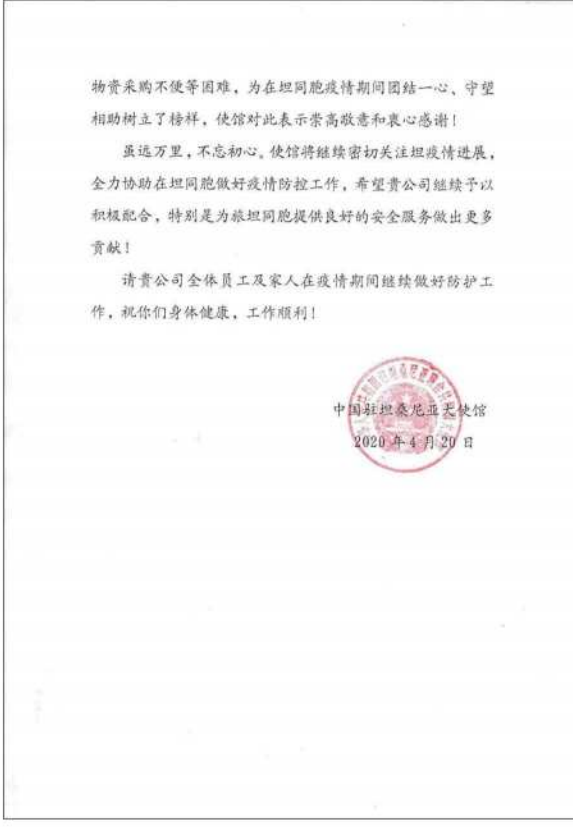 物资采购不便等困难，为在坦同胞疫情期间团结一心、守望
相助树立了榜样，使馆对此表示崇高敬意和衷心感谢！
虽远万里，不忘初心。使馆将继续密切关注坦疫情进展，
全力协助在坦同胞做好疫情防控工作，希望贵公司继续予以
积极配合，特别是为旅坦同胞提供良好的安全服务做出更多
贡献！
请贵公司全体员工及家人在疫情期间继续做好防护工
作，祝你们身体健康，工作顺利！
中国驻坦桑尼亚大使馆
2020 年 4 月 20 日